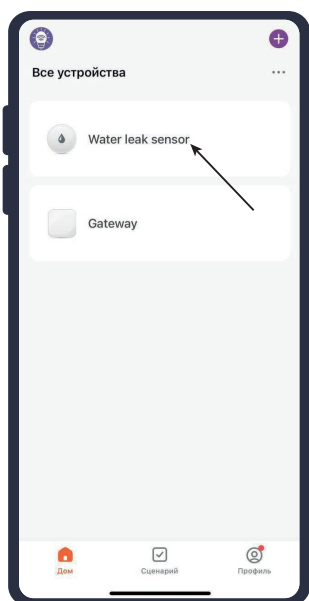 Все устройства
Water leak sensor
Gateway
Дом
Сценарий
Профиль